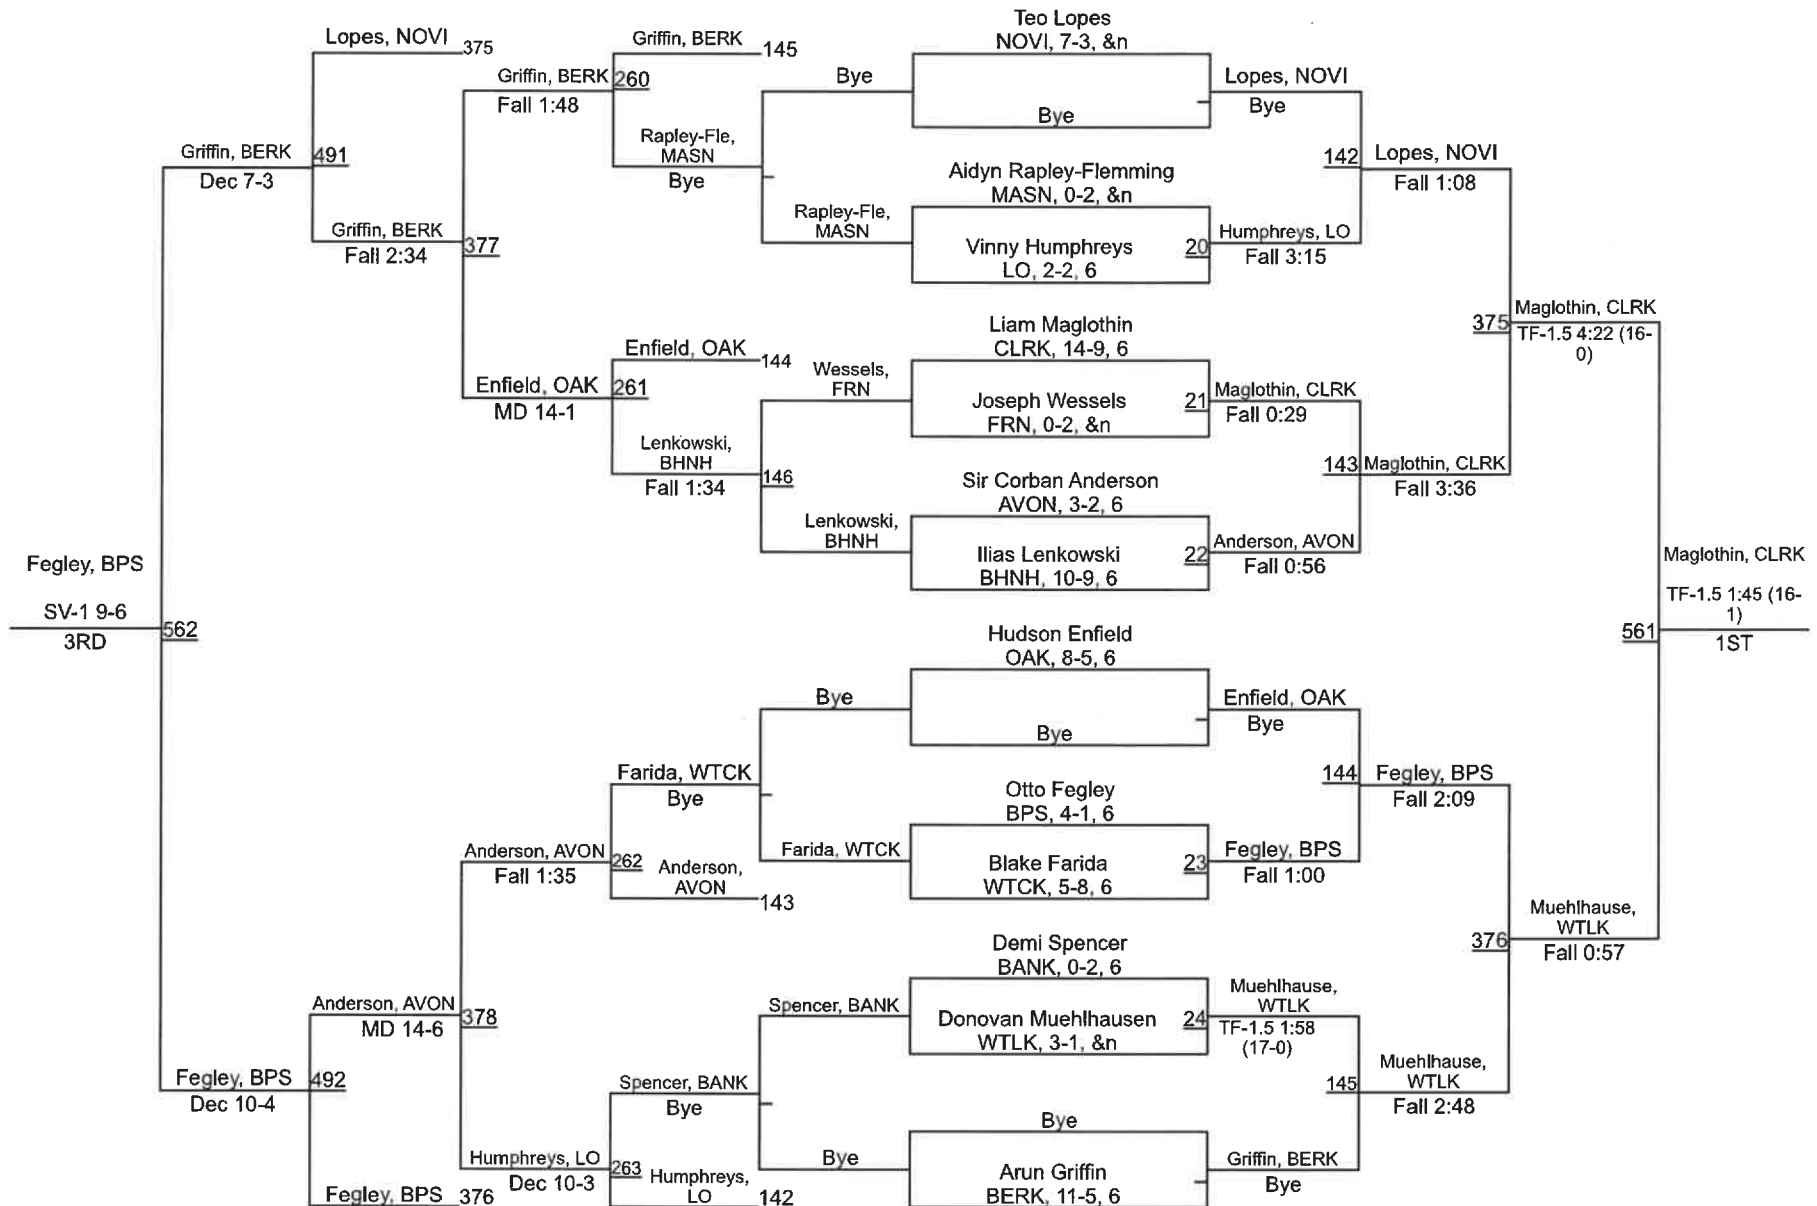 Lopes, NOVI
375
Griffin, BERK
491
Dec 7-3
Griffin, BERK
Fall 2:34
377
Griffin, BERK
260
Fall 1:48
Griffin, BERK
145
Rapley-Fle,
MASN
Bye
Enfield, OAK
261
MD 14-1
Enfield, OAK
144
Lenkowski,
BHNH
Fall 1:34
146
Fegley, BPS
SV-1 9-6
3RD
562
Fegley, BPS
492
Dec 10-4
Anderson, AVON
MD 14-6
378
Fegley, BPS
376
Anderson, AVON
262
Fall 1:35
Farida, WTCK
Bye
Anderson,
AVON
143
Humphreys, LO
263
Dec 10-3
Spencer, BANK
Bye
Humphreys,
LO
142
Bye
Rapley-Fle,
MASN
Wessels,
FRN
Lenkowski,
BHNH
Bye
Farida, WTCK
Spencer, BANK
Bye
Teo Lopes
NOVI, 7-3, &n
Bye
Aidyn Rapley-Flemming
MASN, 0-2, &n
Vinny Humphreys
LO, 2-2, 6
20
Liam Maglothin
CLRK, 14-9, 6
Joseph Wessels
FRN, 0-2, &n
21
Sir Corban Anderson
AVON, 3-2, 6
Ilias Lenkowski
BHNH, 10-9, 6
22
Hudson Enfield
OAK, 8-5, 6
Bye
Otto Fegley
BPS, 4-1, 6
Blake Farida
WTCK, 5-8, 6
23
Demi Spencer
BANK, 0-2, 6
Donovan Muehlhausen
WTLK, 3-1, &n
24
Bye
Arun Griffin
BERK, 11-5, 6
Lopes, NOVI
Bye
Humphreys, LO
Fall 3:15
142
Lopes, NOVI
Fall 1:08
Maglothin, CLRK
Fall 0:29
Anderson, AVON
Fall 0:56
143
Maglothin, CLRK
Fall 3:36
375
Maglothin, CLRK
TF-1.5 4:22 (16-
0)
Enfield, OAK
Bye
Fegley, BPS
Fall 1:00
144
Fegley, BPS
Fall 2:09
Muehlhause,
WTLK
TF-1.5 1:58
(17-0)
Griffin, BERK
Bye
145
Muehlhause,
WTLK
Fall 2:48
376
Muehlhause,
WTLK
Fall 0:57
561
Maglothin, CLRK
TF-1.5 1:45 (16-
1)
1ST